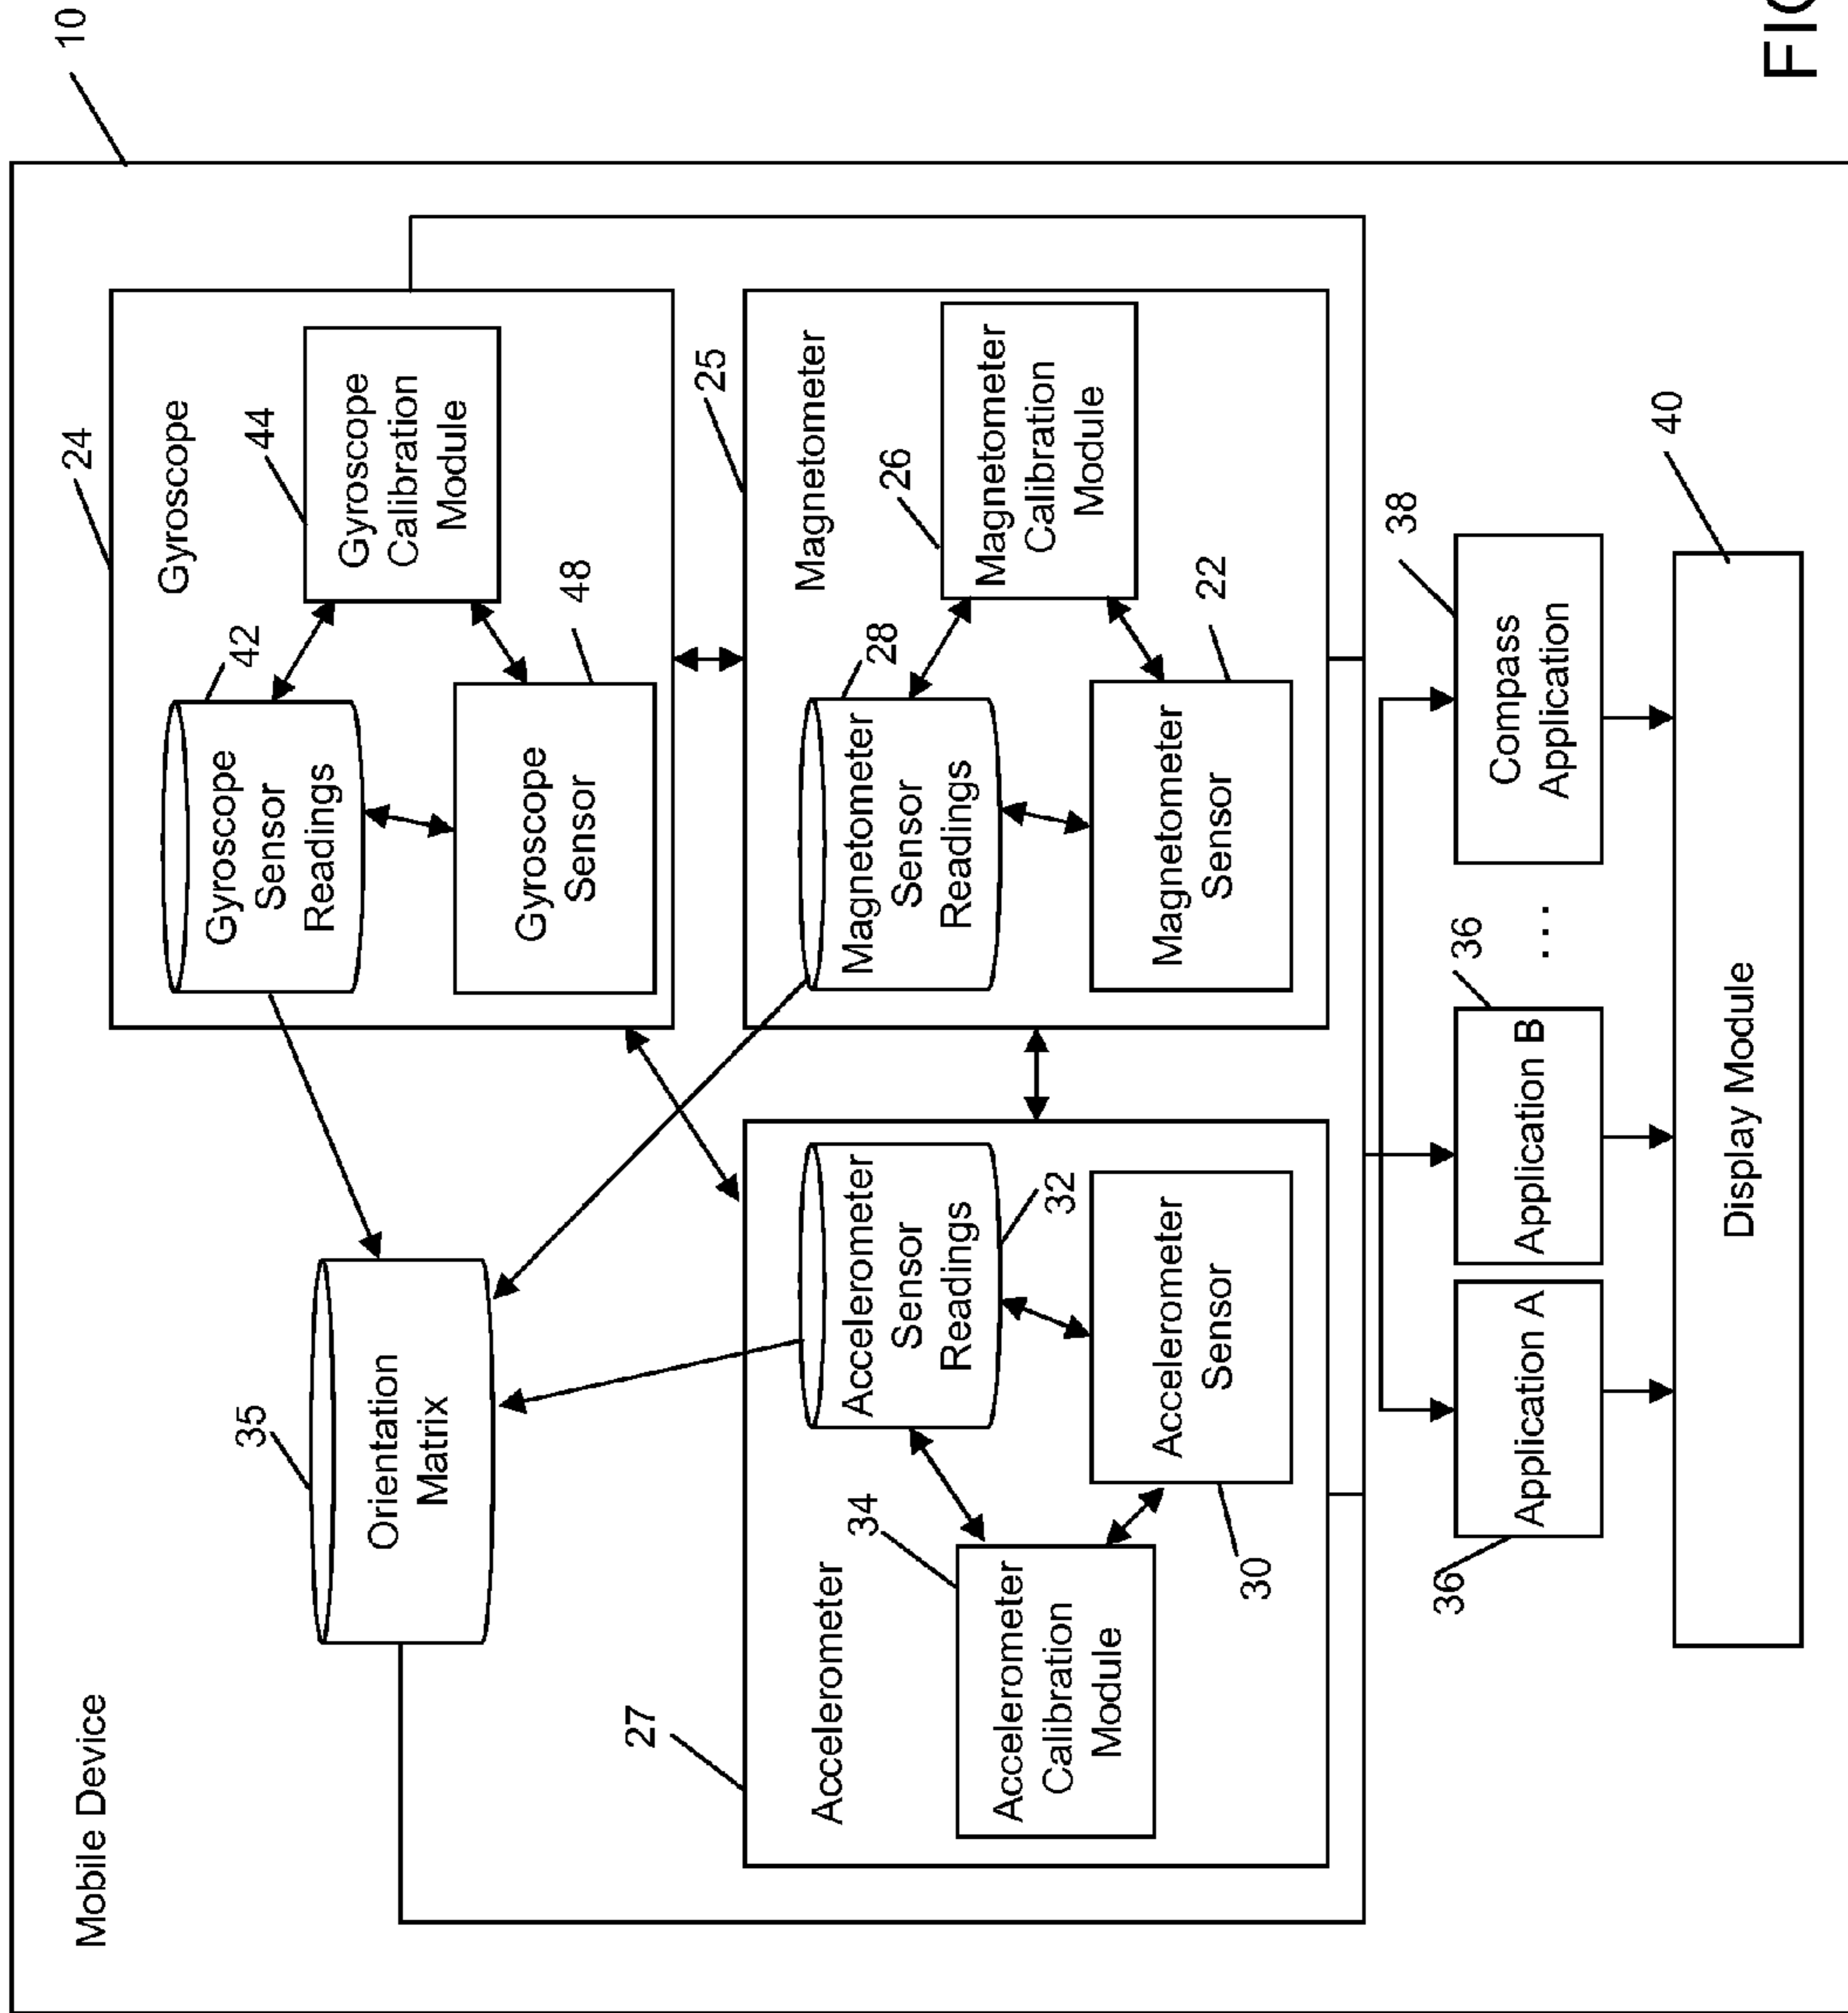 10
Mobile Device
35
Orientation
Matrix
24
Gyroscope
42
Gyroscope
Sensor
Readings
44
Gyroscope
Calibration
Module
Gyroscope
Sensor
48
27
Accelerometer
34
Accelerometer
Calibration
Module
Accelerometer
Sensor
Readings
32
Accelerometer
Sensor
30
25
Magnetometer
28
Magnetometer
Sensor
Readings
26
Magnetometer
Calibration
Module
Magnetometer
Sensor
22
36
Application A
Application B
36
. . .
Compass
Application
38
Display Module
40